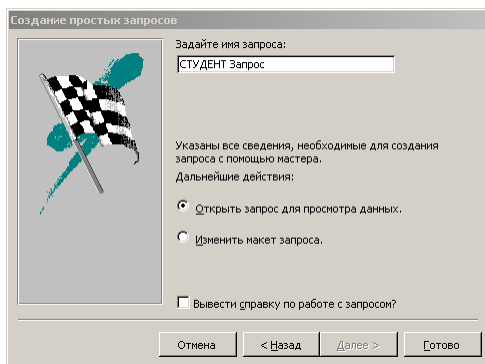 Создание простых запросов
Задайте имя запроса:
СТУДЕНТ Запрос
Указаны все сведения, необходимые для создания
запроса с помощью мастера.
Дальнейшие действия:
Открыть запрос для просмотра данных.
Изменить макет запроса.
Вывести справку по работе с запросом?
Отмена
< Назад
Далее >
Готово